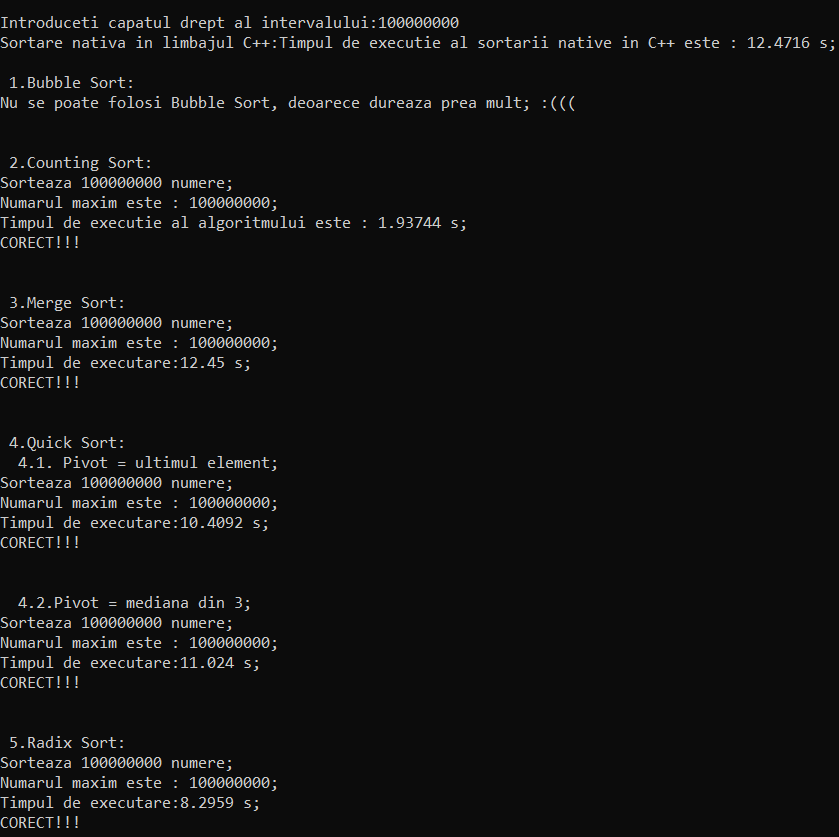 Introduceti capatul drept al intervalului:100000000
Sortare nativa in limbajul C++:Timpul de executie al sortarii native in C++ este : 12.4716 s;
1.Bubble Sort:
Nu se poate folosi Bubble Sort, deoarece dureaza prea mult; :(((
2.Counting Sort:
Sorteaza 100000000 numere;
Numarul maxim este : 100000000;
Timpul de executie al algoritmului este : 1.93744 s;
CORECT!!!
3.Merge Sort:
Sorteaza 100000000 numere;
Numarul maxim este : 100000000;
Timpul de executare:12.45 s;
CORECT!!!
4.Quick Sort:
4.1. Pivot = ultimul element;
Sorteaza 100000000 numere;
Numarul maxim este : 100000000;
Timpul de executare:10.4092 s;
CORECT!!!
4.2.Pivot = mediana din 3;
Sorteaza 100000000 numere;
Numarul maxim este : 100000000;
Timpul de executare:11.024 s;
CORECT!!!
5.Radix Sort:
Sorteaza 100000000 numere;
Numarul maxim este : 100000000;
Timpul de executare:8.2959 s;
CORECT!!!